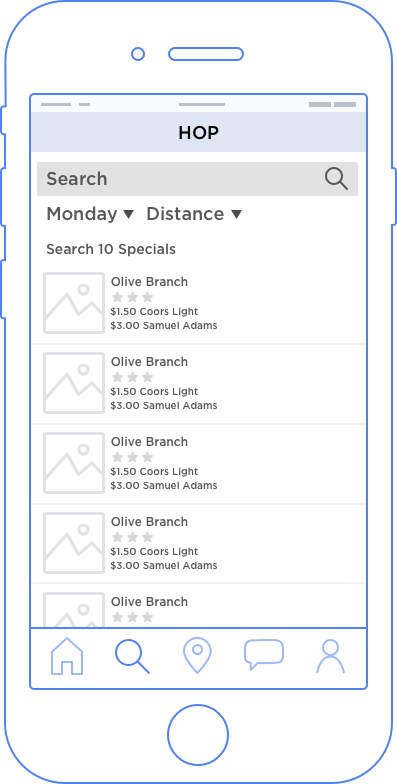 HOP
Search
Monday Distance
Search 10 Specials
Olive Branch
$1.50 Coors Light
$3.00 Samuel Adams
Olive Branch
$1.50 Coors Light
$3.00 Samuel Adams
Olive Branch
$1.50 Coors Light
$3.00 Samuel Adams
Olive Branch
$1.50 Coors Light
$3.00 Samuel Adams
Olive Branch